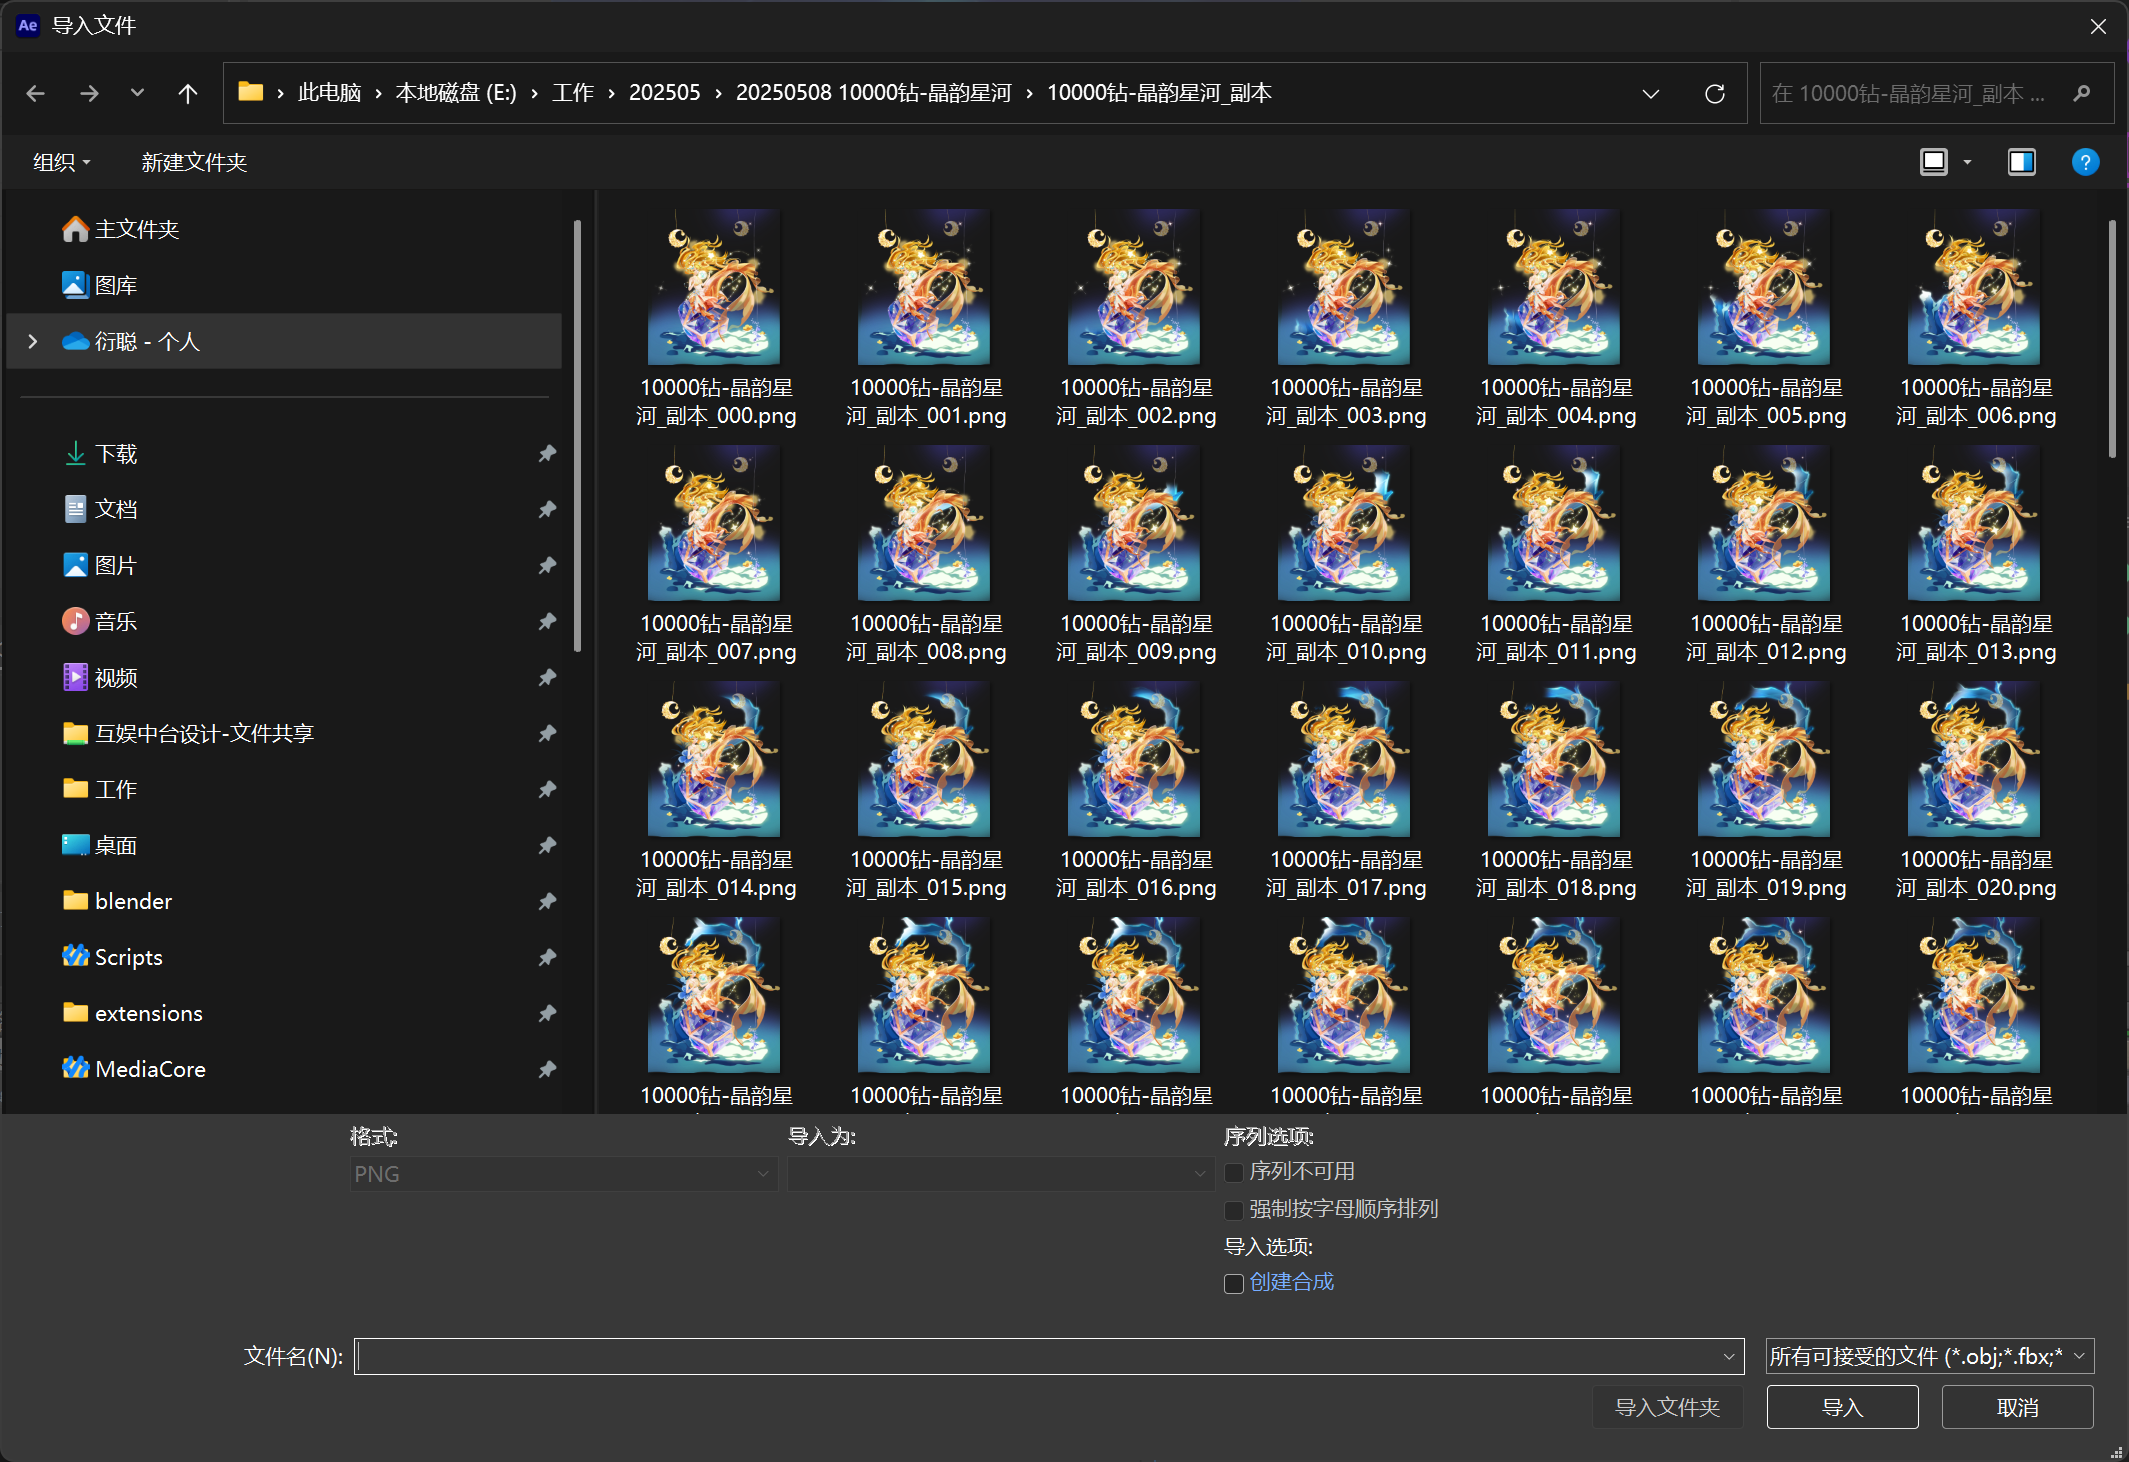 Ae 导入文件
此电脑 › 本地磁盘 (E:) › 工作 › 202505 › 20250508 10000钻-晶韵星河 › 10000钻-晶韵星河_副本
在 10000钻-晶韵星河_副本 ...
组织
新建文件夹
?
主文件夹
图库
衍聪 - 个人
下载
文档
图片
音乐
视频
互娱中台设计-文件共享
工作
桌面
blender
Scripts
extensions
MediaCore
10000钻-晶韵星
河_副本_000.png
10000钻-晶韵星
河_副本_001.png
10000钻-晶韵星
河_副本_002.png
10000钻-晶韵星
河_副本_003.png
10000钻-晶韵星
河_副本_004.png
10000钻-晶韵星
河_副本_005.png
10000钻-晶韵星
河_副本_006.png
10000钻-晶韵星
河_副本_007.png
10000钻-晶韵星
河_副本_008.png
10000钻-晶韵星
河_副本_009.png
10000钻-晶韵星
河_副本_010.png
10000钻-晶韵星
河_副本_011.png
10000钻-晶韵星
河_副本_012.png
10000钻-晶韵星
河_副本_013.png
10000钻-晶韵星
河_副本_014.png
10000钻-晶韵星
河_副本_015.png
10000钻-晶韵星
河_副本_016.png
10000钻-晶韵星
河_副本_017.png
10000钻-晶韵星
河_副本_018.png
10000钻-晶韵星
河_副本_019.png
10000钻-晶韵星
河_副本_020.png
10000钻-晶韵星
10000钻-晶韵星
10000钻-晶韵星
10000钻-晶韵星
10000钻-晶韵星
10000钻-晶韵星
10000钻-晶韵星
格式:
PNG
导入为:
序列选项:
序列不可用
强制按字母顺序排列
导入选项:
创建合成
文件名(N):
所有可接受的文件 (*.obj;*.fbx;*
导入文件夹
导入
取消